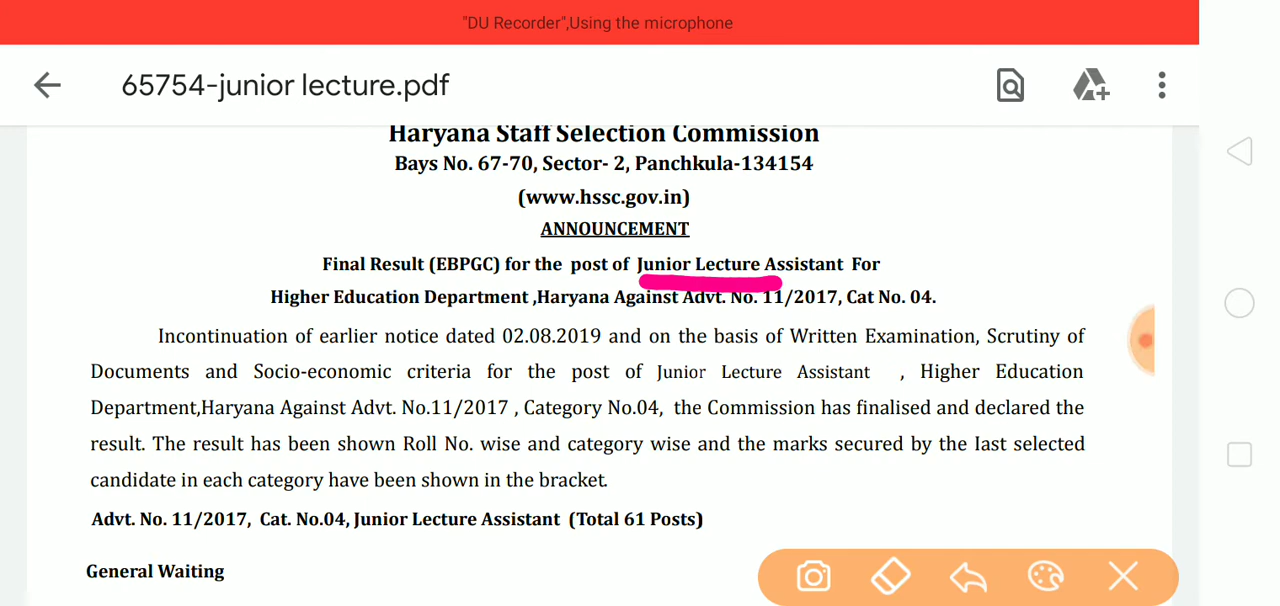 "DU Recorder",Using the microphone
65754-junior lecture.pdf
Haryana Staff Selection Commission
Bays No. 67-70, Sector- 2, Panchkula-134154
(www.hssc.gov.in)
ANNOUNCEMENT
Final Result (EBPGC) for the post of Junior Lecture Assistant For
Higher Education Department ,Haryana Against Advt. No. 11/2017, Cat No. 04.
Incontinuation of earlier notice dated 02.08.2019 and on the basis of Written Examination, Scrutiny of
Documents and Socio-economic criteria for the post of Junior Lecture Assistant , Higher Education
Department,Haryana Against Advt. No.11/2017 , Category No.04, the Commission has finalised and declared the
result. The result has been shown Roll No. wise and category wise and the marks secured by the last selected
candidate in each category have been shown in the bracket.
Advt. No. 11/2017, Cat. No.04, Junior Lecture Assistant (Total 61 Posts)
General Waiting